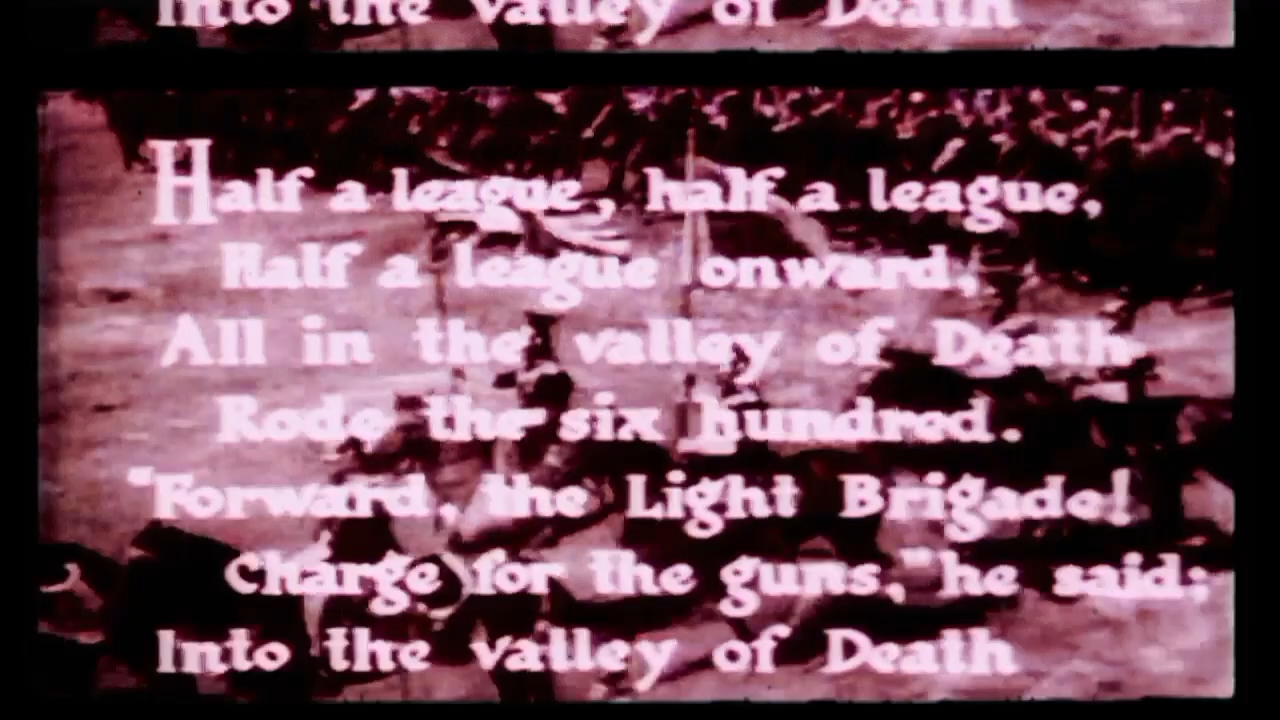 Into the valley of Death
Half a league, half a league,
Half a league onward,
All in the valley of Death
Rode the six hundred.
"Forward, the Light Brigade!
Charge for the guns," he said:
Into the valley of Death